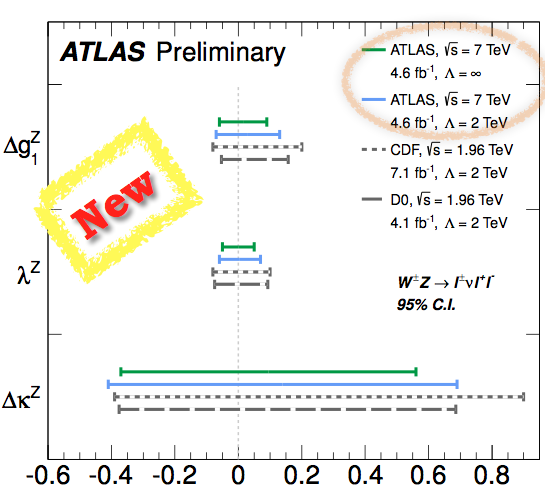 ATLAS Preliminary
ATLAS, √s = 7 TeV
4.6 fb⁻¹, Λ = ∞
ATLAS, √s = 7 TeV
4.6 fb⁻¹, Λ = 2 TeV
CDF, √s = 1.96 TeV
7.1 fb⁻¹, Λ = 2 TeV
D0, √s = 1.96 TeV
4.1 fb⁻¹, Λ = 2 TeV
Δg₁ᶻ
New
λᶻ
W±Z → l±νl⁺l⁻
95% C.I.
Δκᶻ
-0.6 -0.4 -0.2 0 0.2 0.4 0.6 0.8